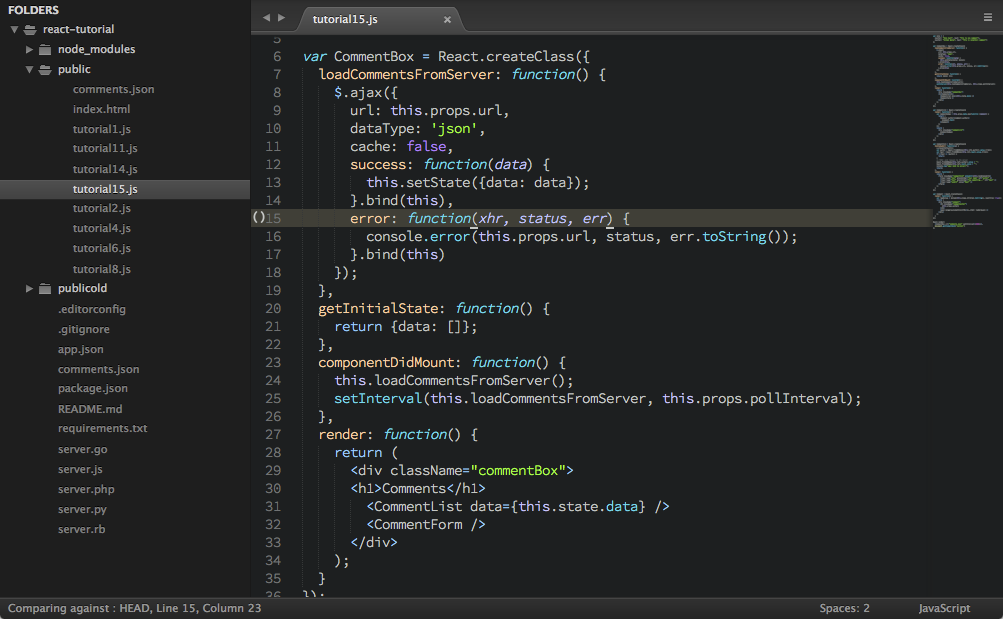 FOLDERS
react-tutorial
node_modules
public
comments.json
index.html
tutorial1.js
tutorial11.js
tutorial14.js
tutorial15.js
tutorial2.js
tutorial4.js
tutorial6.js
tutorial8.js
publicold
.editorconfig
.gitignore
app.json
comments.json
package.json
README.md
requirements.txt
server.go
server.js
server.php
server.py
server.rb
tutorial15.js ×
5
6 var CommentBox = React.createClass({
7 loadCommentsFromServer: function() {
8 $.ajax({
9 url: this.props.url,
10 dataType: 'json',
11 cache: false,
12 success: function(data) {
13 this.setState({data: data});
14 }.bind(this),
()15 error: function(xhr, status, err) {
16 console.error(this.props.url, status, err.toString());
17 }.bind(this)
18 });
19 },
20 getInitialState: function() {
21 return {data: []};
22 },
23 componentDidMount: function() {
24 this.loadCommentsFromServer();
25 setInterval(this.loadCommentsFromServer, this.props.pollInterval);
26 },
27 render: function() {
28 return (
29 <div className="commentBox">
30 <h1>Comments</h1>
31 <CommentList data={this.state.data} />
32 <CommentForm />
33 </div>
34 );
35 }
36 });
Comparing against : HEAD, Line 15, Column 23
Spaces: 2
JavaScript